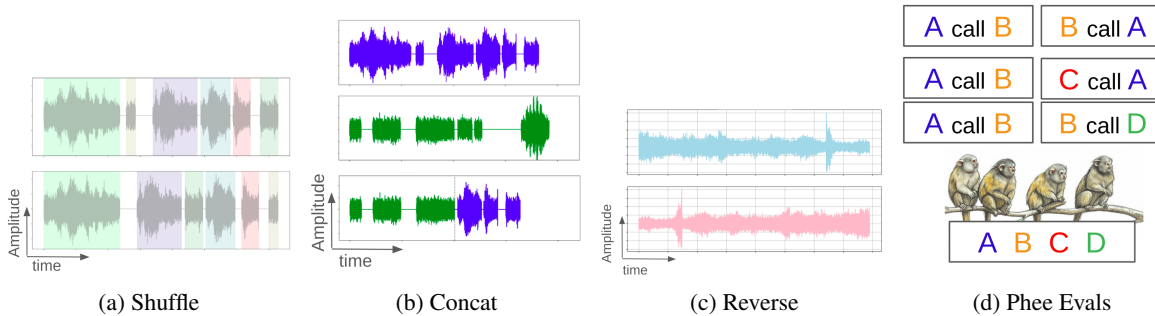 Amplitude
time
(a) Shuffle
Amplitude
time
(b) Concat
Amplitude
time
(c) Reverse
A call B
B call A
A call B
C call A
A call B
B call D
A B C D
(d) Phee Evals